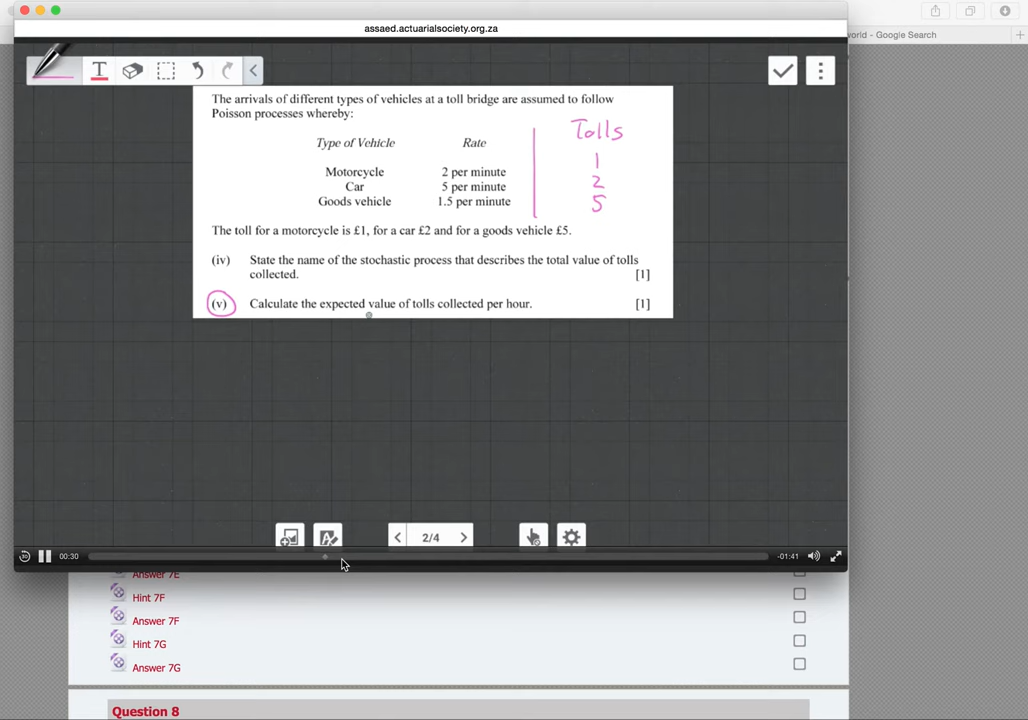 assaed.actuarialsociety.org.za
world - Google Search
T
The arrivals of different types of vehicles at a toll bridge are assumed to follow
Poisson processes whereby:
Type of Vehicle Rate Tolls
Motorcycle 2 per minute 1
Car 5 per minute 2
Goods vehicle 1.5 per minute 5
The toll for a motorcycle is £1, for a car £2 and for a goods vehicle £5.
(iv) State the name of the stochastic process that describes the total value of tolls
collected. [1]
(v) Calculate the expected value of tolls collected per hour. [1]
A
2/4
30 00:30 -01:41
Answer 7E
Hint 7F
Answer 7F
Hint 7G
Answer 7G
Question 8